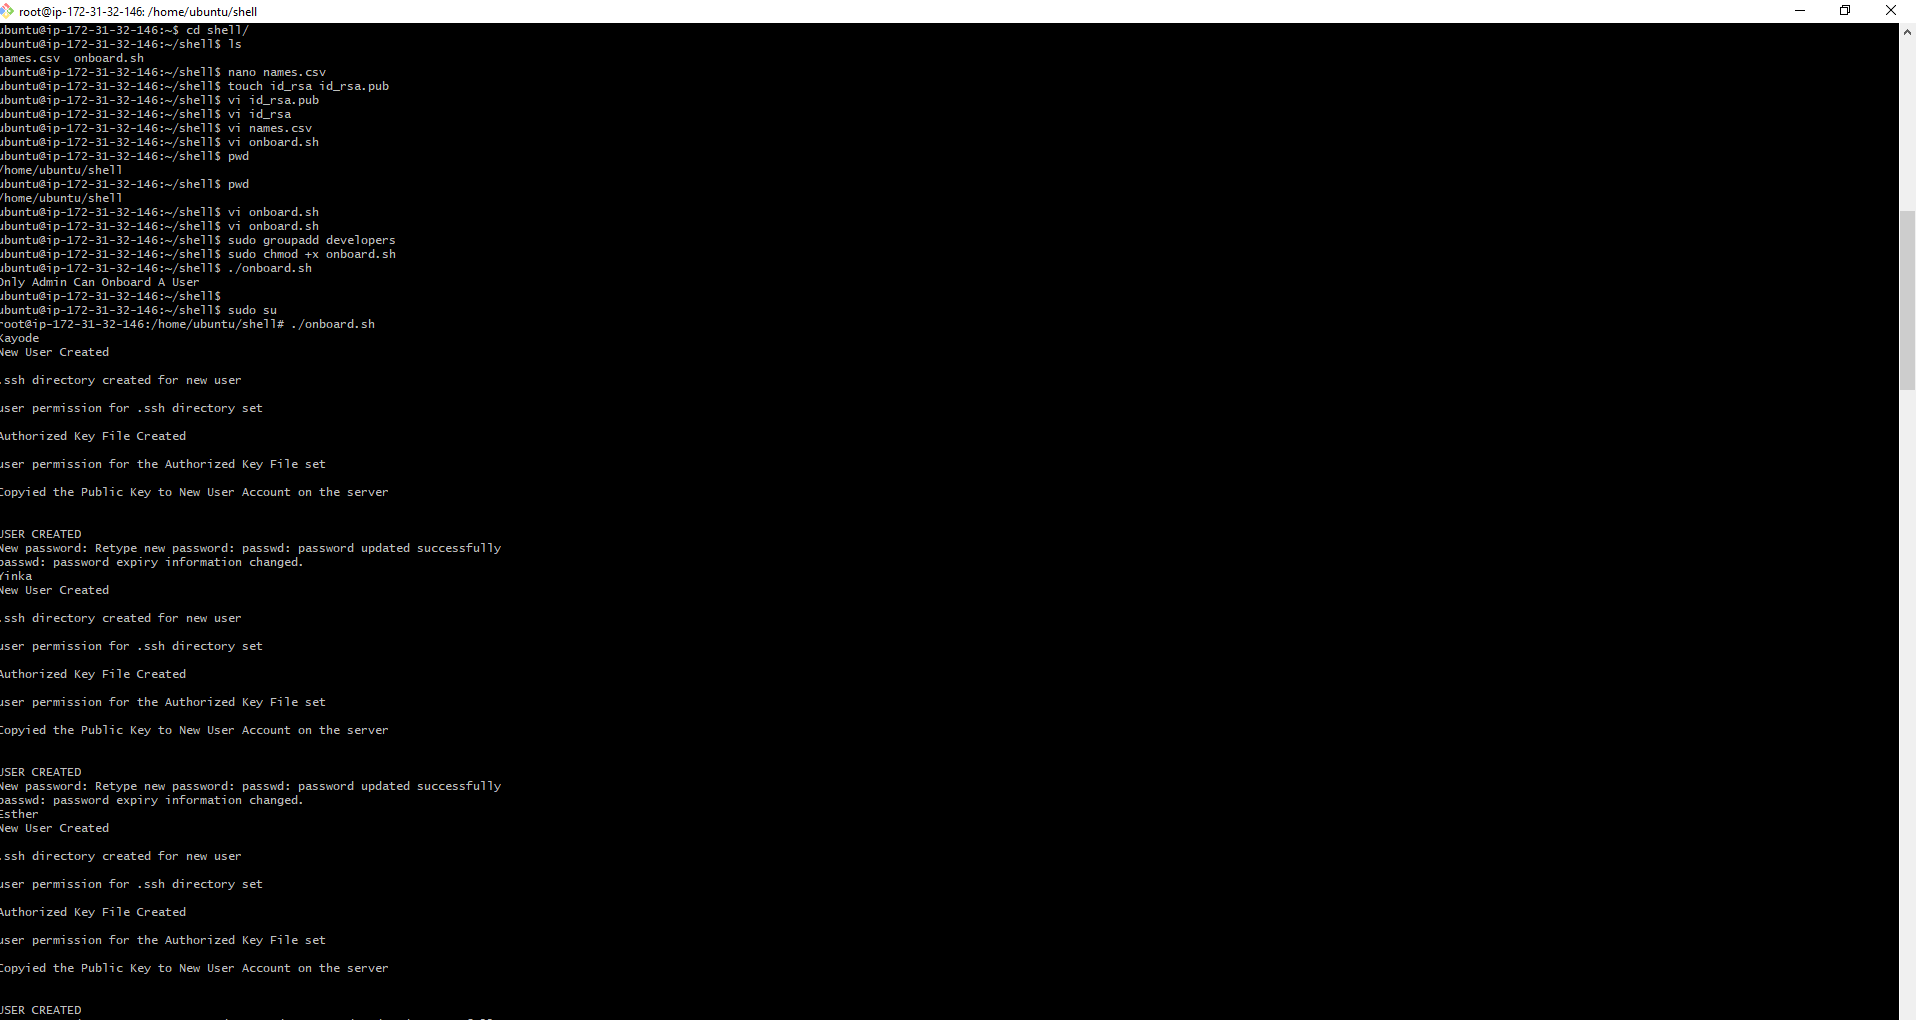 root@ip-172-31-32-146: /home/ubuntu/shell
ubuntu@ip-172-31-32-146:~$ cd shell/
ubuntu@ip-172-31-32-146:~/shell$ ls
names.csv  onboard.sh
ubuntu@ip-172-31-32-146:~/shell$ nano names.csv
ubuntu@ip-172-31-32-146:~/shell$ touch id_rsa id_rsa.pub
ubuntu@ip-172-31-32-146:~/shell$ vi id_rsa.pub
ubuntu@ip-172-31-32-146:~/shell$ vi id_rsa
ubuntu@ip-172-31-32-146:~/shell$ vi names.csv
ubuntu@ip-172-31-32-146:~/shell$ vi onboard.sh
ubuntu@ip-172-31-32-146:~/shell$ pwd
/home/ubuntu/shell
ubuntu@ip-172-31-32-146:~/shell$ pwd
/home/ubuntu/shell
ubuntu@ip-172-31-32-146:~/shell$ vi onboard.sh
ubuntu@ip-172-31-32-146:~/shell$ vi onboard.sh
ubuntu@ip-172-31-32-146:~/shell$ sudo groupadd developers
ubuntu@ip-172-31-32-146:~/shell$ sudo chmod +x onboard.sh
ubuntu@ip-172-31-32-146:~/shell$ ./onboard.sh
Only Admin Can Onboard A User
ubuntu@ip-172-31-32-146:~/shell$
ubuntu@ip-172-31-32-146:~/shell$ sudo su
root@ip-172-31-32-146:/home/ubuntu/shell# ./onboard.sh
Kayode
New User Created
.ssh directory created for new user
user permission for .ssh directory set
Authorized Key File Created
user permission for the Authorized Key File set
Copyied the Public Key to New User Account on the server
USER CREATED
New password: Retype new password: passwd: password updated successfully
passwd: password expiry information changed.
Yinka
New User Created
.ssh directory created for new user
user permission for .ssh directory set
Authorized Key File Created
user permission for the Authorized Key File set
Copyied the Public Key to New User Account on the server
USER CREATED
New password: Retype new password: passwd: password updated successfully
passwd: password expiry information changed.
Esther
New User Created
.ssh directory created for new user
user permission for .ssh directory set
Authorized Key File Created
user permission for the Authorized Key File set
Copyied the Public Key to New User Account on the server
USER CREATED